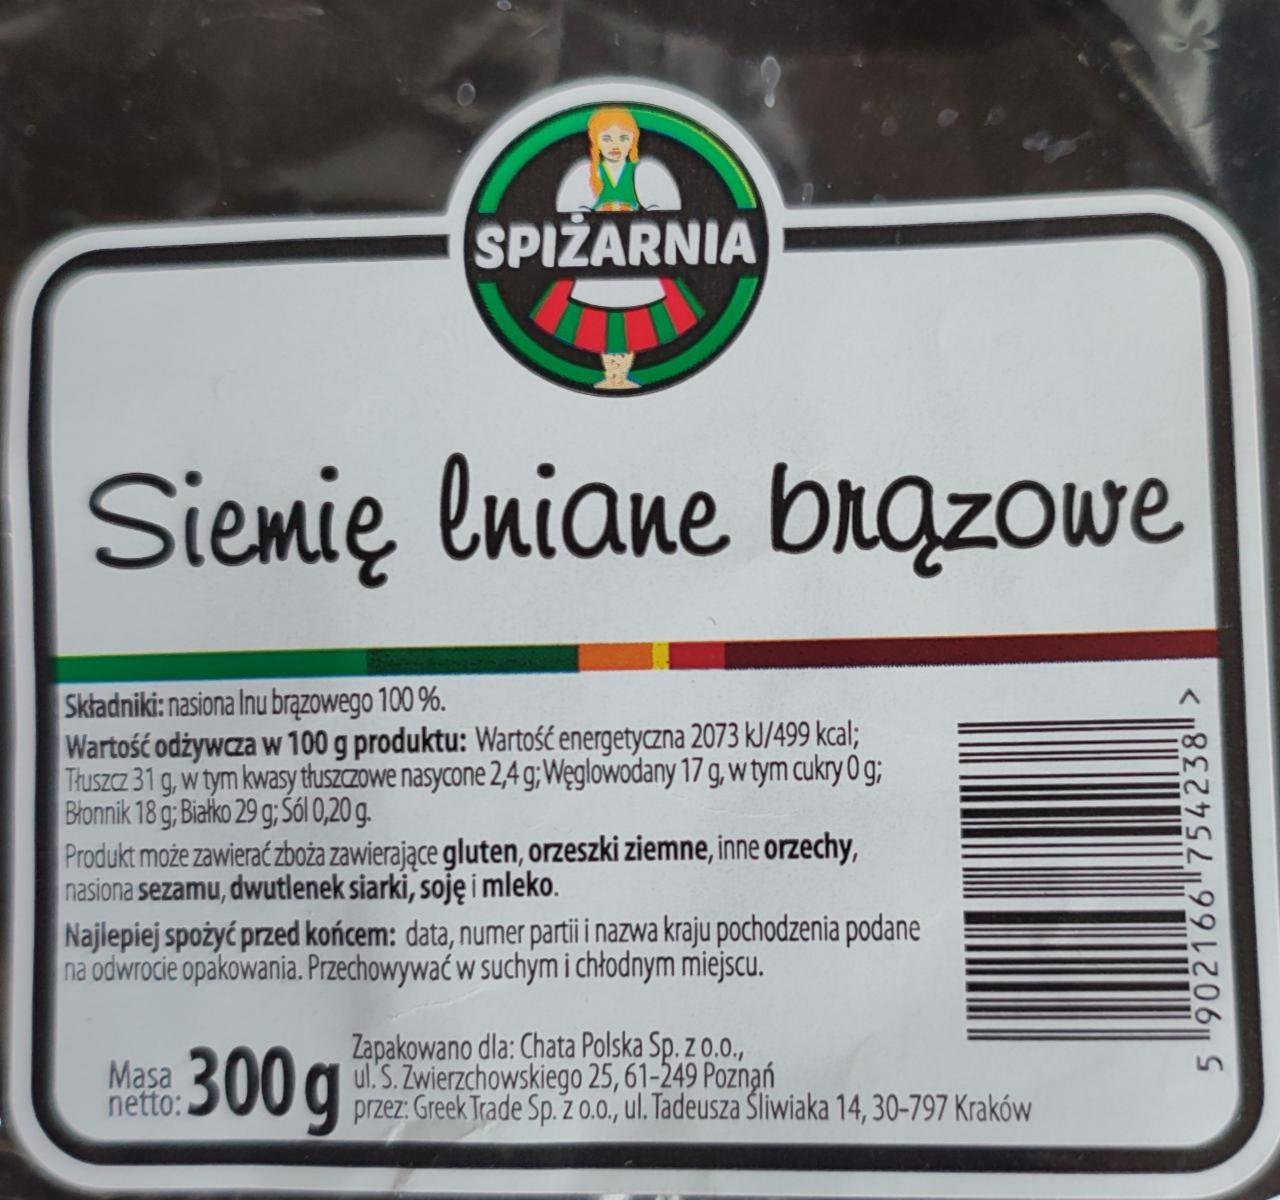 SPIŻARNIA
Siemię lniane brązowe
Składniki: nasiona lnu brązowego 100 %.
Wartość odżywcza w 100 g produktu: Wartość energetyczna 2073 kJ/499 kcal;
Tłuszcz 31 g, w tym kwasy tłuszczowe nasycone 2,4 g; Węglowodany 17 g, w tym cukry 0 g;
Błonnik 18 g; Białko 29 g; Sól 0,20 g.
Produkt może zawierać zboża zawierające gluten, orzeszki ziemne, inne orzechy,
nasiona sezamu, dwutlenek siarki, soję i mleko.
Najlepiej spożyć przed końcem: data, numer partii i nazwa kraju pochodzenia podane
na odwrocie opakowania. Przechowywać w suchym i chłodnym miejscu.
Masa netto: 300 g
Zapakowano dla: Chata Polska Sp. z o.o.,
ul. S. Zwierzchowskiego 25, 61-249 Poznań
przez: Greek Trade Sp. z o.o., ul. Tadeusza Śliwiaka 14, 30-797 Kraków
5 902166 754238 >